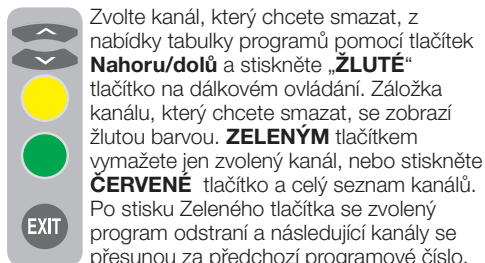 Zvolte kanál, který chcete smazat, z
nabídky tabulky programů pomocí tlačítek
Nahoru/dolů a stiskněte „ŽLUTÉ“
tlačítko na dálkovém ovládání. Záložka
kanálu, který chcete smazat, se zobrazí
žlutou barvou. ZELENÝM tlačítkem
vymažete jen zvolený kanál, nebo stiskněte
ČERVENÉ tlačítko a celý seznam kanálů.
Po stisku Zeleného tlačítka se zvolený
program odstraní a následující kanály se
přesunou za předchozí programové číslo.
EXIT